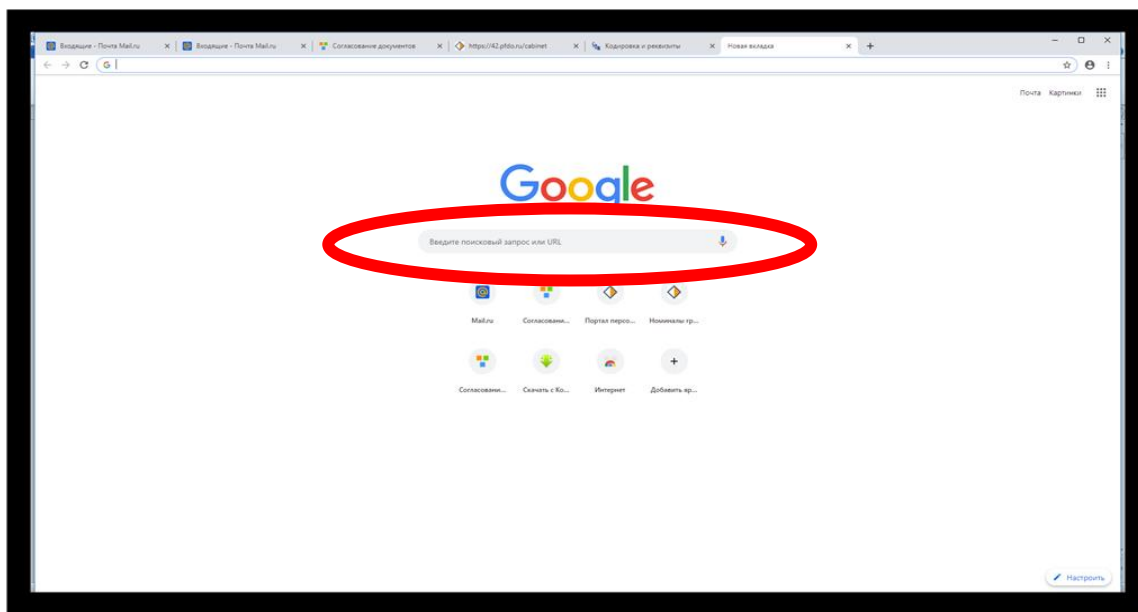 Входящие - Почта Mail.ru
Входящие - Почта Mail.ru
Согласование документов
https://42.pfdo.ru/cabinet
Кодировка и реквизиты
Новая вкладка
G
Почта Картинки
Google
Введите поисковый запрос или URL
Mail.ru Согласовани... Портал персо... Номиналы гр...
Согласовани... Скачать с Ко... Интернет Добавить яр...
Настроить